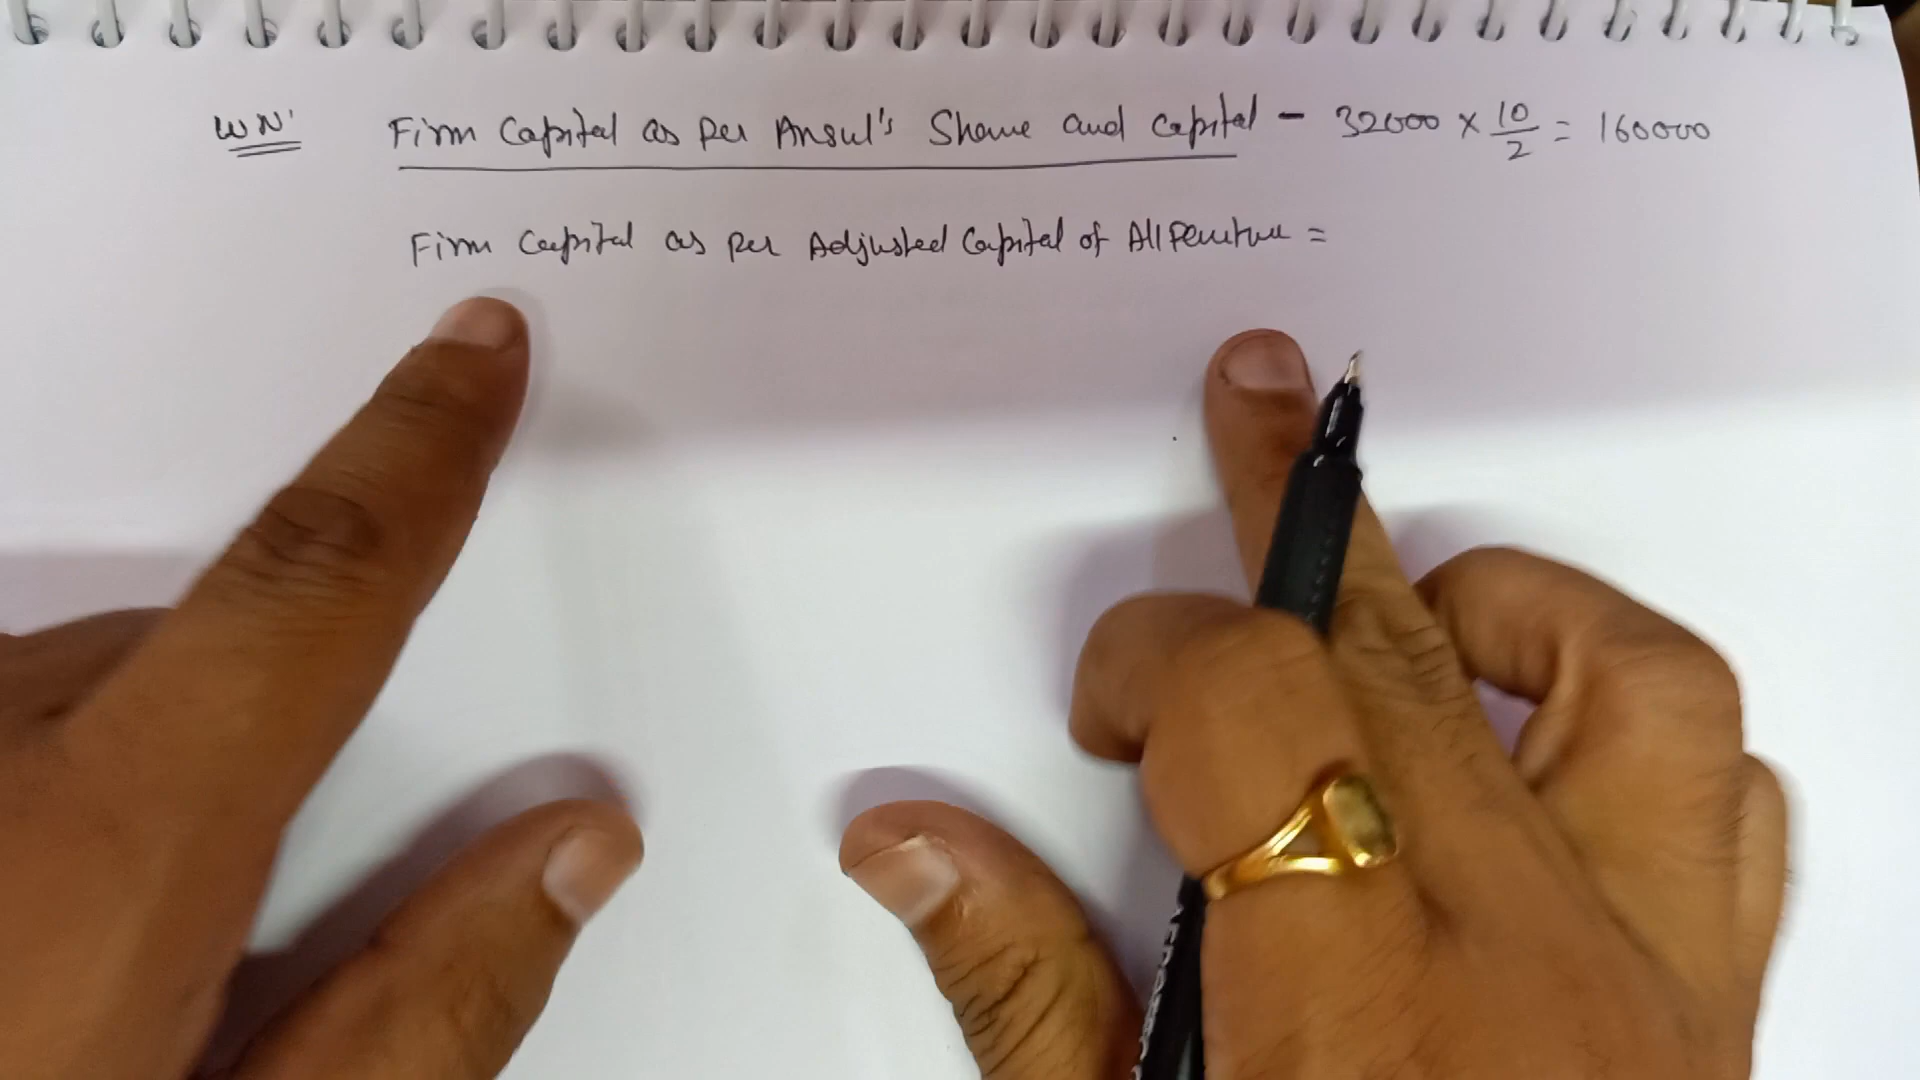 WN' Firm Capital as Per Ansul's Share and Capital - 32000 × 10/2 = 160000
Firm Capital as per Adjusted Capital of All =